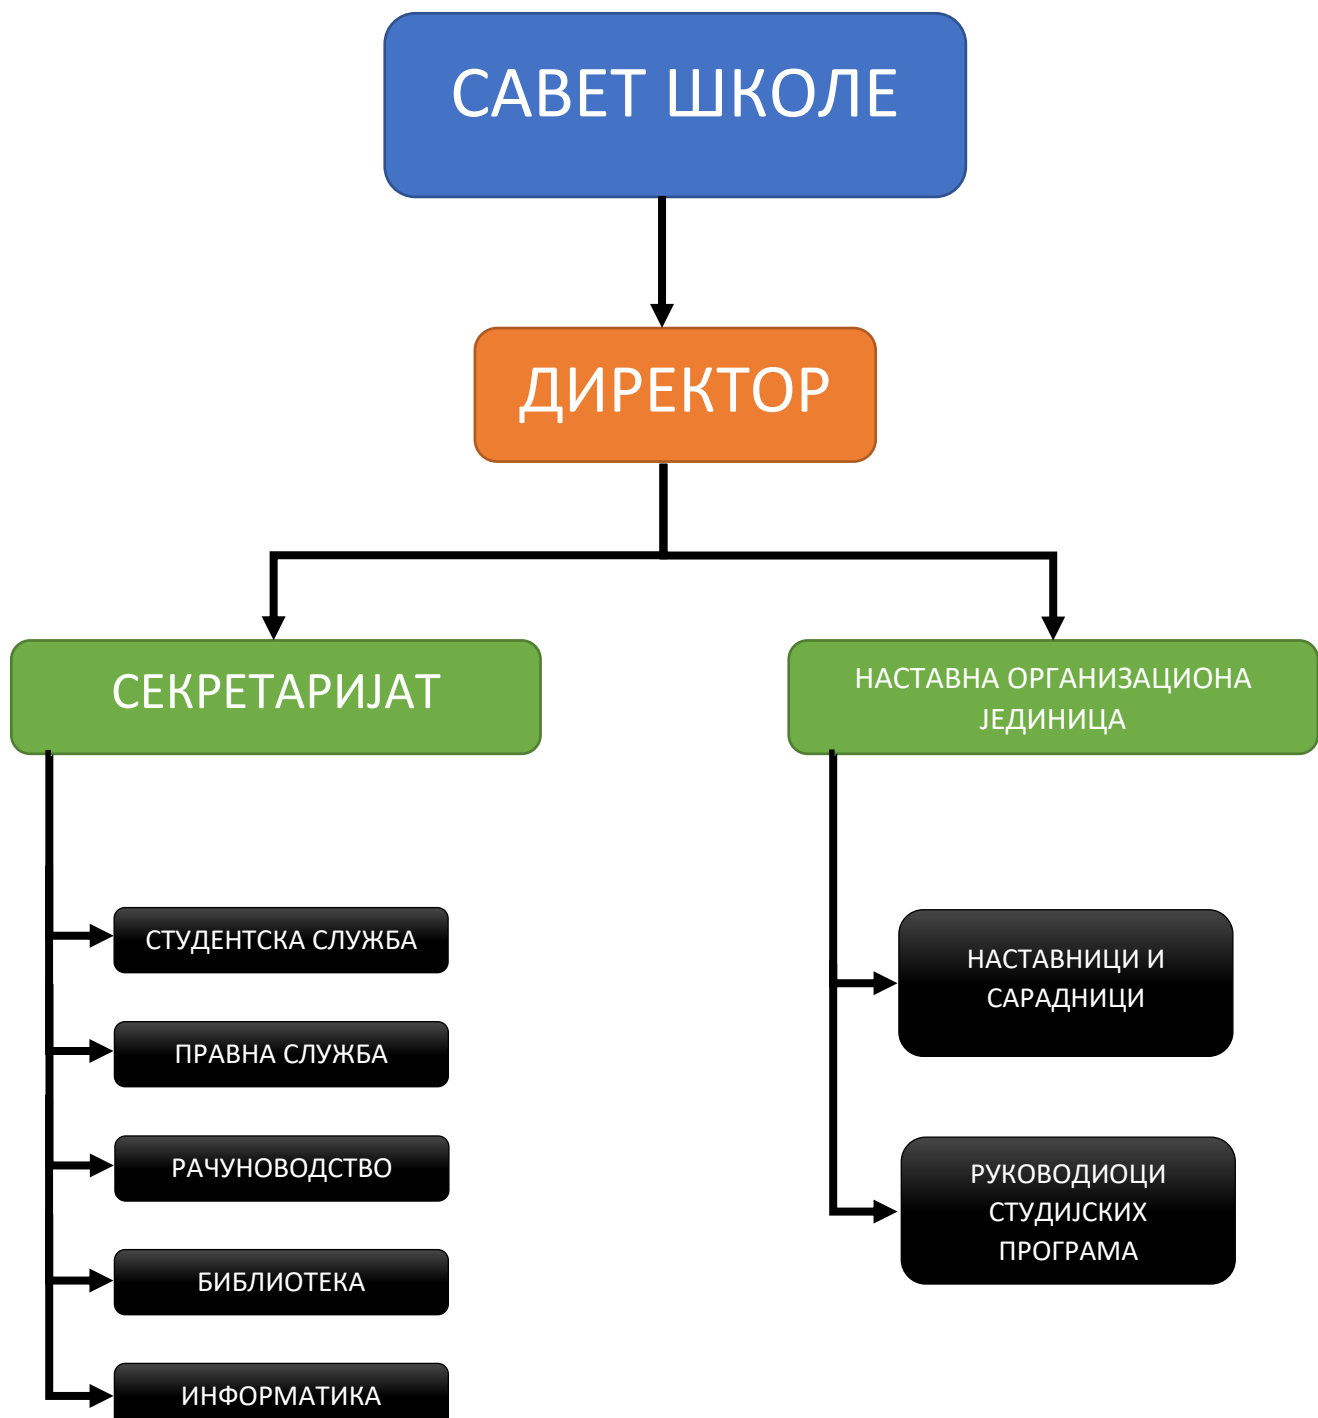 САВЕТ ШКОЛЕ
ДИРЕКТОР
СЕКРЕТАРИЈАТ
НАСТАВНА ОРГАНИЗАЦИОНА
ЈЕДИНИЦА
СТУДЕНТСКА СЛУЖБА
ПРАВНА СЛУЖБА
РАЧУНОВОДСТВО
БИБЛИОТЕКА
ИНФОРМАТИКА
НАСТАВНИЦИ И
САРАДНИЦИ
РУКОВОДИОЦИ
СТУДИЈСКИХ
ПРОГРАМА